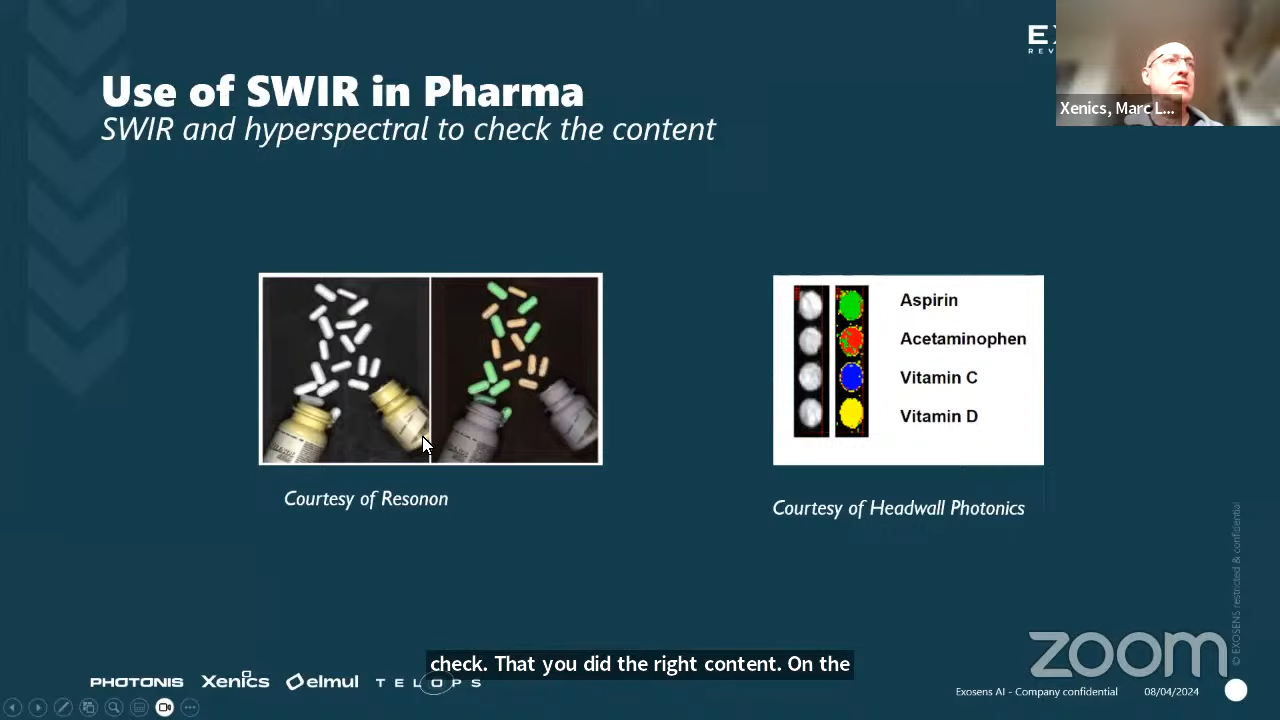 Use of SWIR in Pharma
SWIR and hyperspectral to check the content
Xenics, Marc L...
Aspirin
Acetaminophen
Vitamin C
Vitamin D
Courtesy of Resonon
Courtesy of Headwall Photonics
© EXOSENS restricted & confidential
zoom
check. That you did the right content. On the
PHOTONIS Xenics elmul TELOPS
Exosens AI - Company confidential 08/04/2024